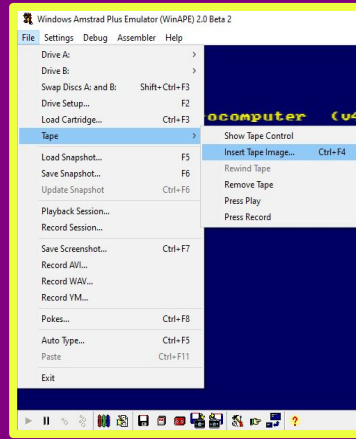 Windows Amstrad Plus Emulator (WinAPE) 2.0 Beta 2
File Settings Debug Assembler Help
Drive A: >
Drive B: >
Swap Discs A: and B: Shift+Ctrl+F3
Drive Setup... F2
Load Cartridge... Ctrl+F3
ocomputer (v4
Tape >
Show Tape Control
Load Snapshot... F5
Insert Tape Image... Ctrl+F4
Save Snapshot... F6
Rewind Tape
Update Snapshot Ctrl+F6
Remove Tape
Playback Session...
Press Play
Record Session...
Press Record
Save Screenshot... Ctrl+F7
Record AVI...
Record WAV...
Record YM...
Pokes... Ctrl+F8
Auto Type... Ctrl+F5
Paste Ctrl+F11
Exit
?